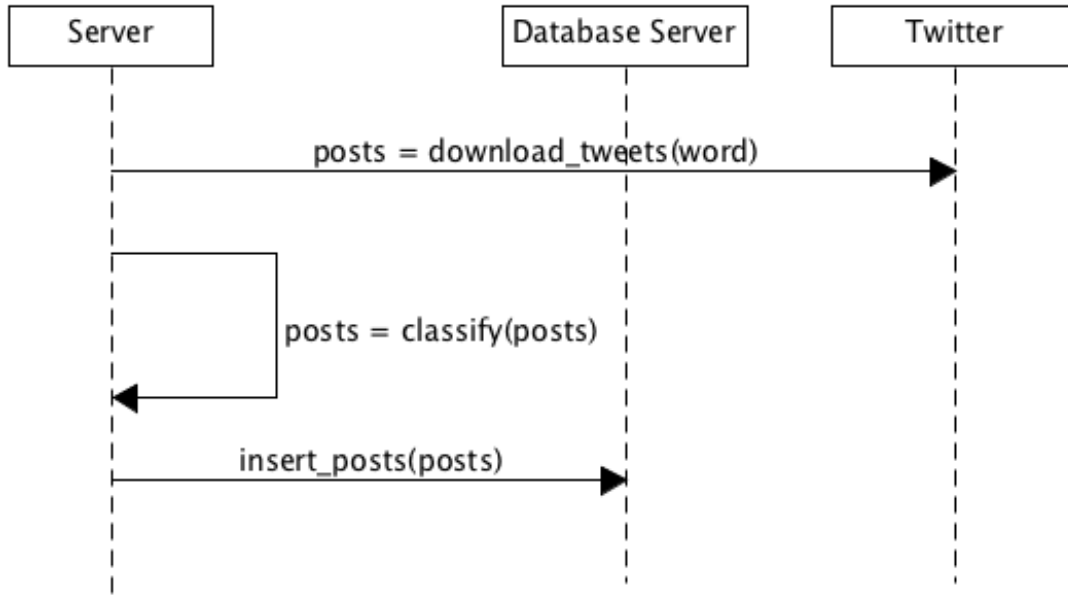 Server
Database Server
Twitter
posts = download_tweets(word)
posts = classify(posts)
insert_posts(posts)